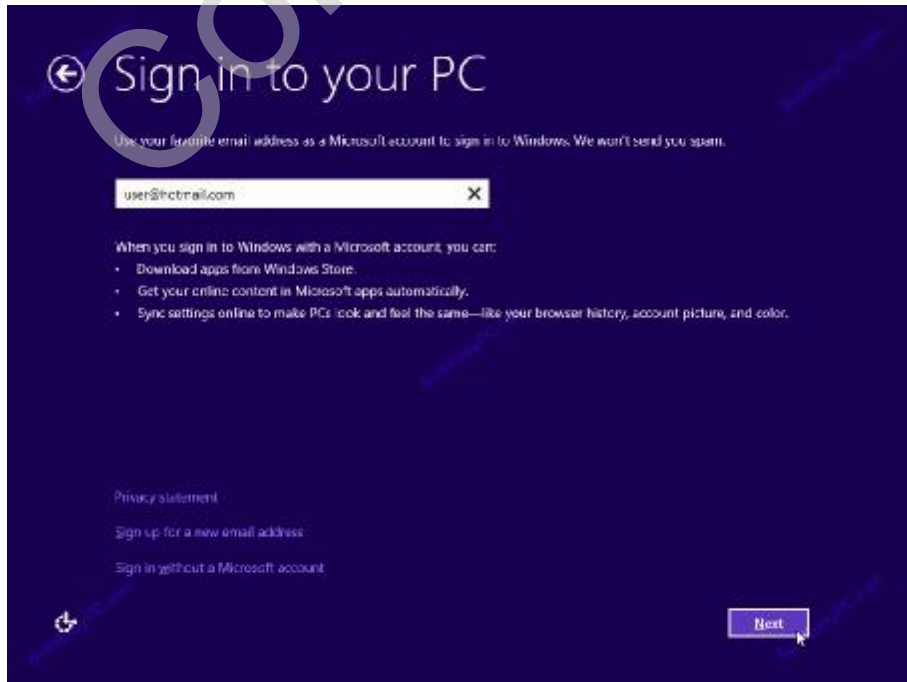 Sign in to your PC
Use your favorite email address as a Microsoft account to sign in to Windows. We won't send you spam.
user@hotmail.com
When you sign in to Windows with a Microsoft account, you can:
• Download apps from Windows Store.
• Get your online content in Microsoft apps automatically.
• Sync settings online to make PCs look and feel the same—like your browser history, account picture, and color.
Privacy statement
Sign up for a new email address
Sign in without a Microsoft account
Next